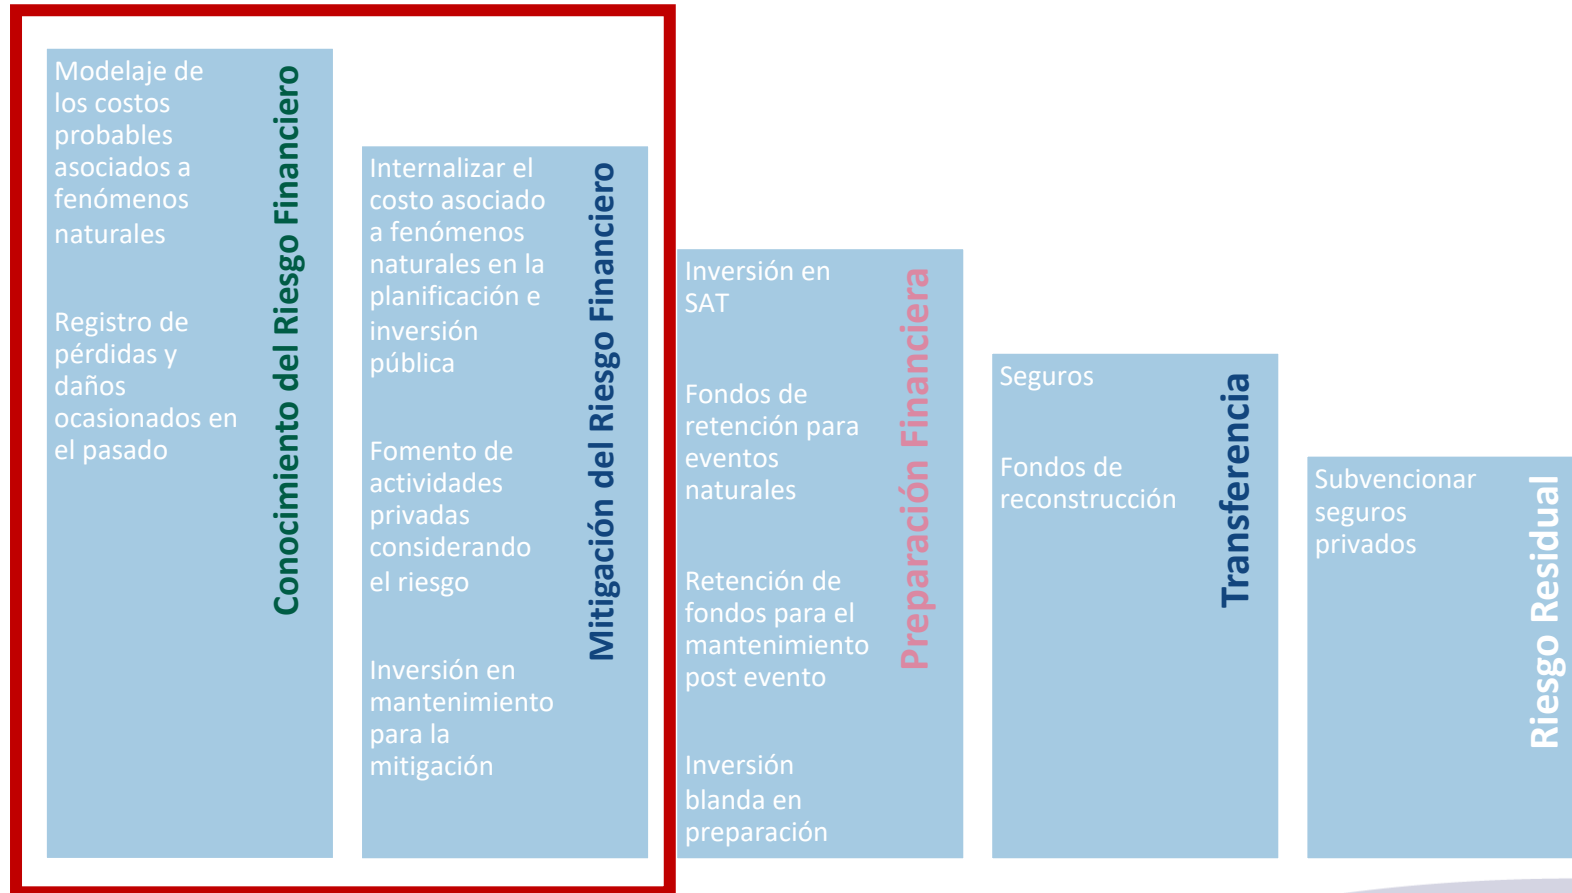 Modelaje de
los costos
probables
asociados a
fenómenos
naturales
Registro de
pérdidas y
daños
ocasionados en
el pasado
Conocimiento del Riesgo Financiero
Internalizar el
costo asociado
a fenómenos
naturales en la
planificación e
inversión
pública
Fomento de
actividades
privadas
considerando
el riesgo
Inversión en
mantenimiento
para la
mitigación
Mitigación del Riesgo Financiero
Inversión en
SAT
Fondos de
retención para
eventos
naturales
Retención de
fondos para el
mantenimiento
post evento
Inversión
blanda en
preparación
Preparación Financiera
Seguros
Fondos de
reconstrucción
Transferencia
Subvencionar
seguros
privados
Riesgo Residual